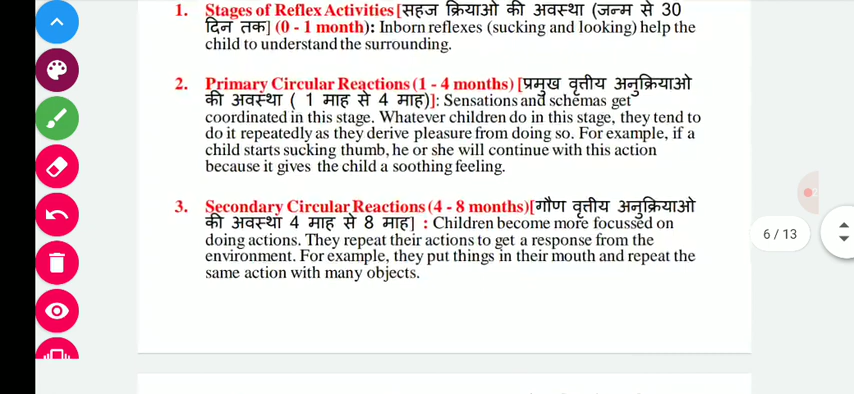 1. Stages of Reflex Activities [सहज क्रियाओ की अवस्था (जन्म से 30
दिन तक] (0 - 1 month): Inborn reflexes (sucking and looking) help the
child to understand the surrounding.
2. Primary Circular Reactions (1 - 4 months) [प्रमुख वृत्तीय अनुक्रियाओ
की अवस्था ( 1 माह से 4 माह)]: Sensations and schemas get
coordinated in this stage. Whatever children do in this stage, they tend to
do it repeatedly as they derive pleasure from doing so. For example, if a
child starts sucking thumb, he or she will continue with this action
because it gives the child a soothing feeling.
3. Secondary Circular Reactions (4 - 8 months)[गौण वृत्तीय अनुक्रियाओ
की अवस्था 4 माह से 8 माह] : Children become more focussed on
doing actions. They repeat their actions to get a response from the
environment. For example, they put things in their mouth and repeat the
same action with many objects.
6 / 13